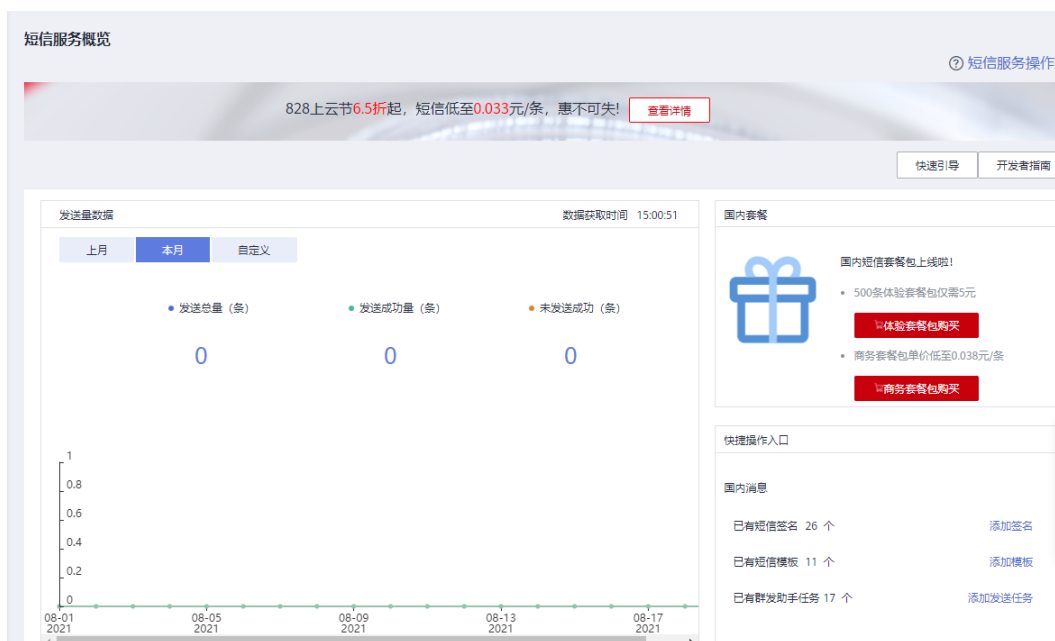 短信服务概览
短信服务操作
828上云节6.5折起，短信低至0.033元/条，惠不可失! 查看详情
快速引导 开发者指南
发送量数据 数据获取时间 15:00:51
上月 本月 自定义
发送总量（条） 发送成功量（条） 未发送成功（条）
0 0 0
1
0.8
0.6
0.4
0.2
0
08-01 08-05 08-09 08-13 08-17
2021 2021 2021 2021 2021
国内套餐
国内短信套餐包上线啦!
500条体验套餐包仅需5元
体验套餐包购买
商务套餐包单价低至0.038元/条
商务套餐包购买
快捷操作入口
国内消息
已有短信签名 26 个 添加签名
已有短信模板 11 个 添加模板
已有群发助手任务 17 个 添加发送任务